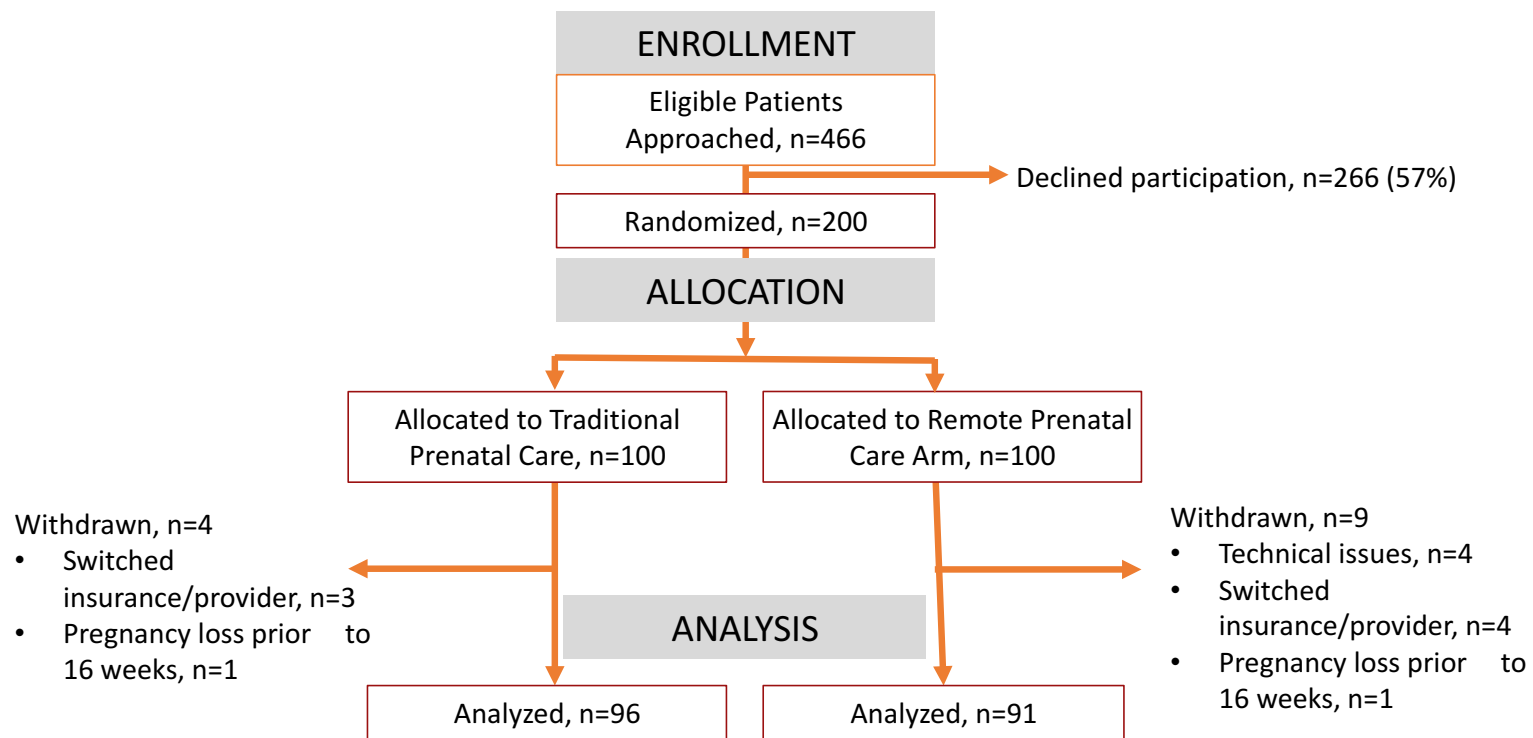 ENROLLMENT
Eligible Patients
Approached, n=466
Declined participation, n=266 (57%)
Randomized, n=200
ALLOCATION
Allocated to Traditional
Prenatal Care, n=100
Allocated to Remote Prenatal
Care Arm, n=100
Withdrawn, n=4
• Switched
insurance/provider, n=3
• Pregnancy loss prior to
16 weeks, n=1
Withdrawn, n=9
• Technical issues, n=4
• Switched
insurance/provider, n=4
• Pregnancy loss prior to
16 weeks, n=1
ANALYSIS
Analyzed, n=96
Analyzed, n=91